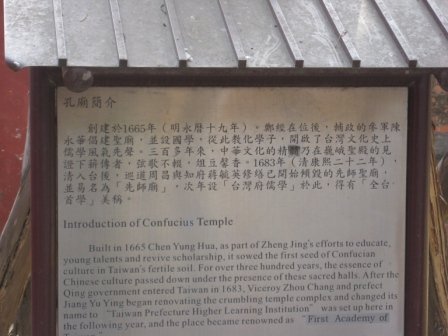 孔廟簡介
創建於1665年（明永曆十九年）。鄭經在位後，輔政的參軍陳
永華倡建聖廟，並設國學，從此教化學子，開啟了台灣文化史上
儒學風氣先聲。三百多年來，中華文化的精 乃在巍峨聖殿的見
證下薪傳者，弦歌不輟，俎豆馨香。1683年（清康熙二十二年），
清人台後，巡道周昌與知府蔣毓英修繕已開始傾毀的先師聖廟，
並易名為「先師廟」，次年設「台灣府儒學」於此，得有「全台
首學」美稱。
Introduction of Confucius Temple
Built in 1665 Chen Yung Hua, as part of Zheng Jing's efforts to educate,
young talents and revive scholarship, it sowed the first seed of Confucian
culture in Taiwan's fertile soil. For over three hundred years, the essence of
Chinese culture passed down under the presence of these sacred halls. After the
Qing government entered Taiwan in 1683, Viceroy Zhou Chang and prefect
Jiang Yu Ying began renovating the crumbling temple complex and changed its
name to "Taiwan Prefecture Higher Learning Institution" was set up here in
the following year, and the place became renowned as "First Academy of